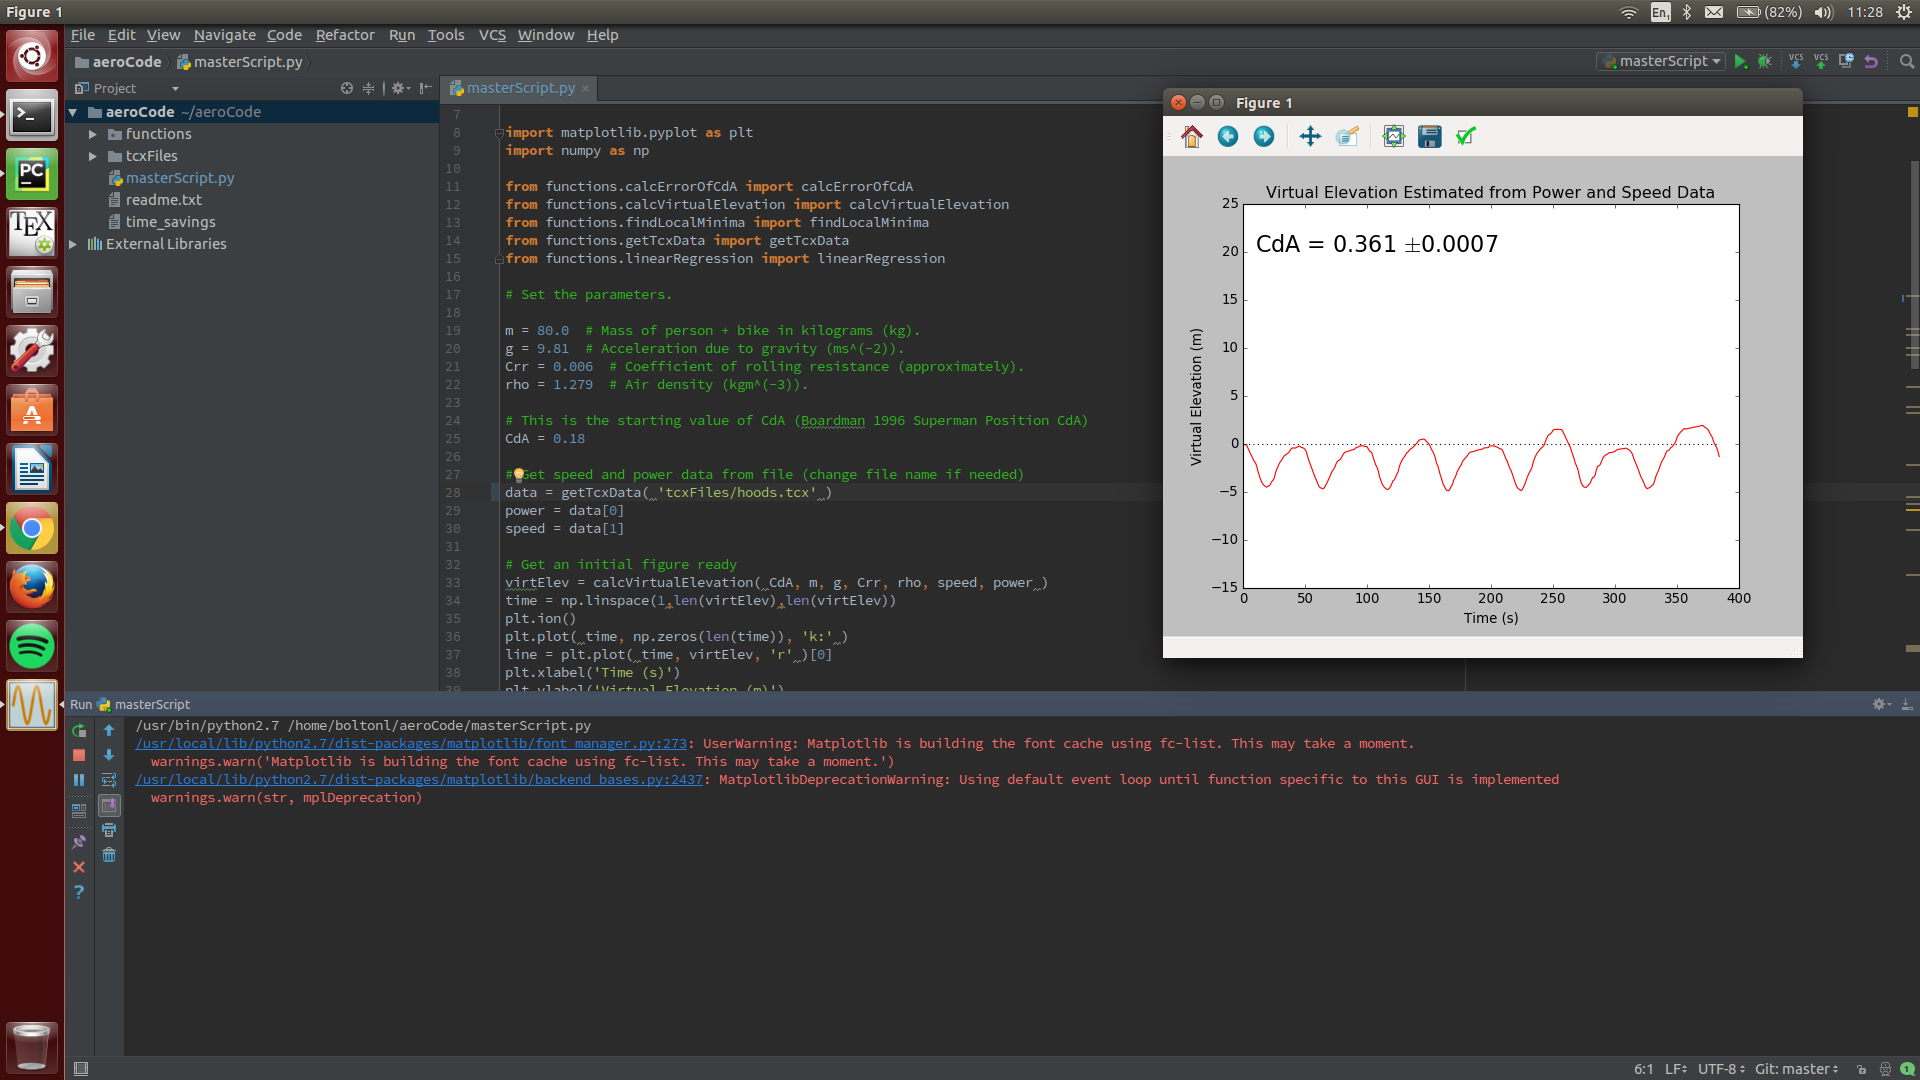 Figure 1
En1
(82%)
11:28
File Edit View Navigate Code Refactor Run Tools VCS Window Help
aeroCode masterScript.py
masterScript
VCS VCS
Project
masterScript.py
aeroCode ~/aeroCode
functions
tcxFiles
masterScript.py
readme.txt
time_savings
External Libraries
PC
TEX
7
8 import matplotlib.pyplot as plt
9 import numpy as np
10
11 from functions.calcErrorOfCdA import calcErrorOfCdA
12 from functions.calcVirtualElevation import calcVirtualElevation
13 from functions.findLocalMinima import findLocalMinima
14 from functions.getTcxData import getTcxData
15 from functions.linearRegression import linearRegression
16
17 # Set the parameters.
18
19 m = 80.0 # Mass of person + bike in kilograms (kg).
20 g = 9.81 # Acceleration due to gravity (ms^(-2)).
21 Crr = 0.006 # Coefficient of rolling resistance (approximately).
22 rho = 1.279 # Air density (kgm^(-3)).
23
24 # This is the starting value of CdA (Boardman 1996 Superman Position CdA)
25 CdA = 0.18
26
27 # Get speed and power data from file (change file name if needed)
28 data = getTcxData( 'tcxFiles/hoods.tcx' )
29 power = data[0]
30 speed = data[1]
31
32 # Get an initial figure ready
33 virtElev = calcVirtualElevation( CdA, m, g, Crr, rho, speed, power )
34 time = np.linspace(1,len(virtElev),len(virtElev))
35 plt.ion()
36 plt.plot( time, np.zeros(len(time)), 'k:' )
37 line = plt.plot( time, virtElev, 'r' )[0]
38 plt.xlabel('Time (s)')
39 plt.ylabel('Virtual Elevation (m)')
Figure 1
Virtual Elevation Estimated from Power and Speed Data
CdA = 0.361 ±0.0007
Virtual Elevation (m)
25
20
15
10
5
0
−5
−10
−15
0 50 100 150 200 250 300 350 400
Time (s)
Run masterScript
/usr/bin/python2.7 /home/boltonl/aeroCode/masterScript.py
/usr/local/lib/python2.7/dist-packages/matplotlib/font_manager.py:273: UserWarning: Matplotlib is building the font cache using fc-list. This may take a moment.
warnings.warn('Matplotlib is building the font cache using fc-list. This may take a moment.')
/usr/local/lib/python2.7/dist-packages/matplotlib/backend_bases.py:2437: MatplotlibDeprecationWarning: Using default event loop until function specific to this GUI is implemented
warnings.warn(str, mplDeprecation)
6:1 LF UTF-8 Git: master 1